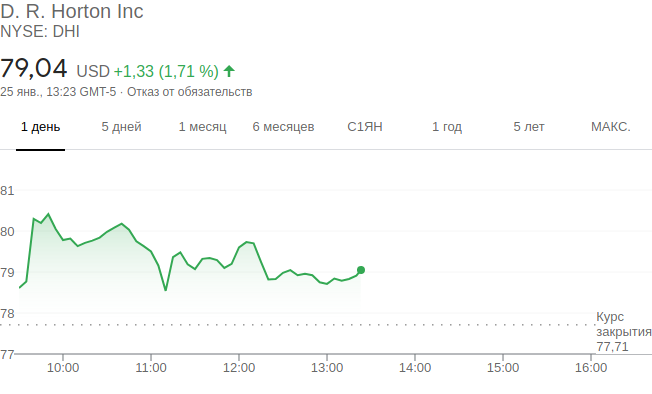 D. R. Horton Inc
NYSE: DHI
79,04 USD +1,33 (1,71 %)
25 янв., 13:23 GMT-5 · Отказ от обязательств
1 день 5 дней 1 месяц 6 месяцев С1ЯН 1 год 5 лет МАКС.
81
80
79
78
Курс
закрытия
77,71
77
10:00 11:00 12:00 13:00 14:00 15:00 16:00